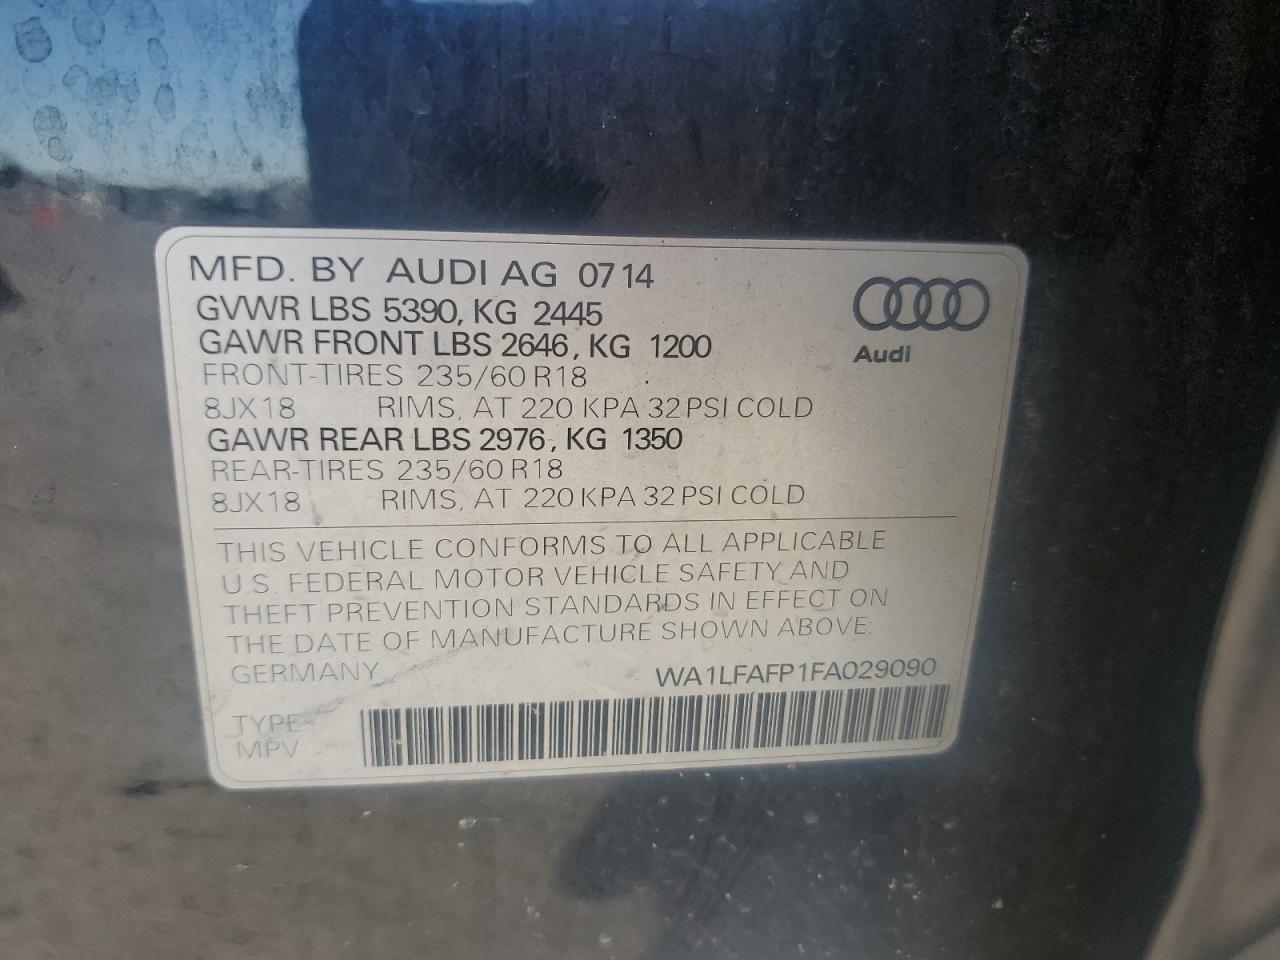 MFD. BY AUDI AG 0714
GVWR LBS 5390, KG 2445
GAWR FRONT LBS 2646, KG 1200
FRONT-TIRES 235/60 R18
8JX18 RIMS, AT 220 KPA 32 PSI COLD
GAWR REAR LBS 2976, KG 1350
REAR-TIRES 235/60 R18
8JX18 RIMS, AT 220 KPA 32 PSI COLD
Audi
THIS VEHICLE CONFORMS TO ALL APPLICABLE
U.S. FEDERAL MOTOR VEHICLE SAFETY AND
THEFT PREVENTION STANDARDS IN EFFECT ON
THE DATE OF MANUFACTURE SHOWN ABOVE.
GERMANY WA1LFAFP1FA029090
TYPE
MPV